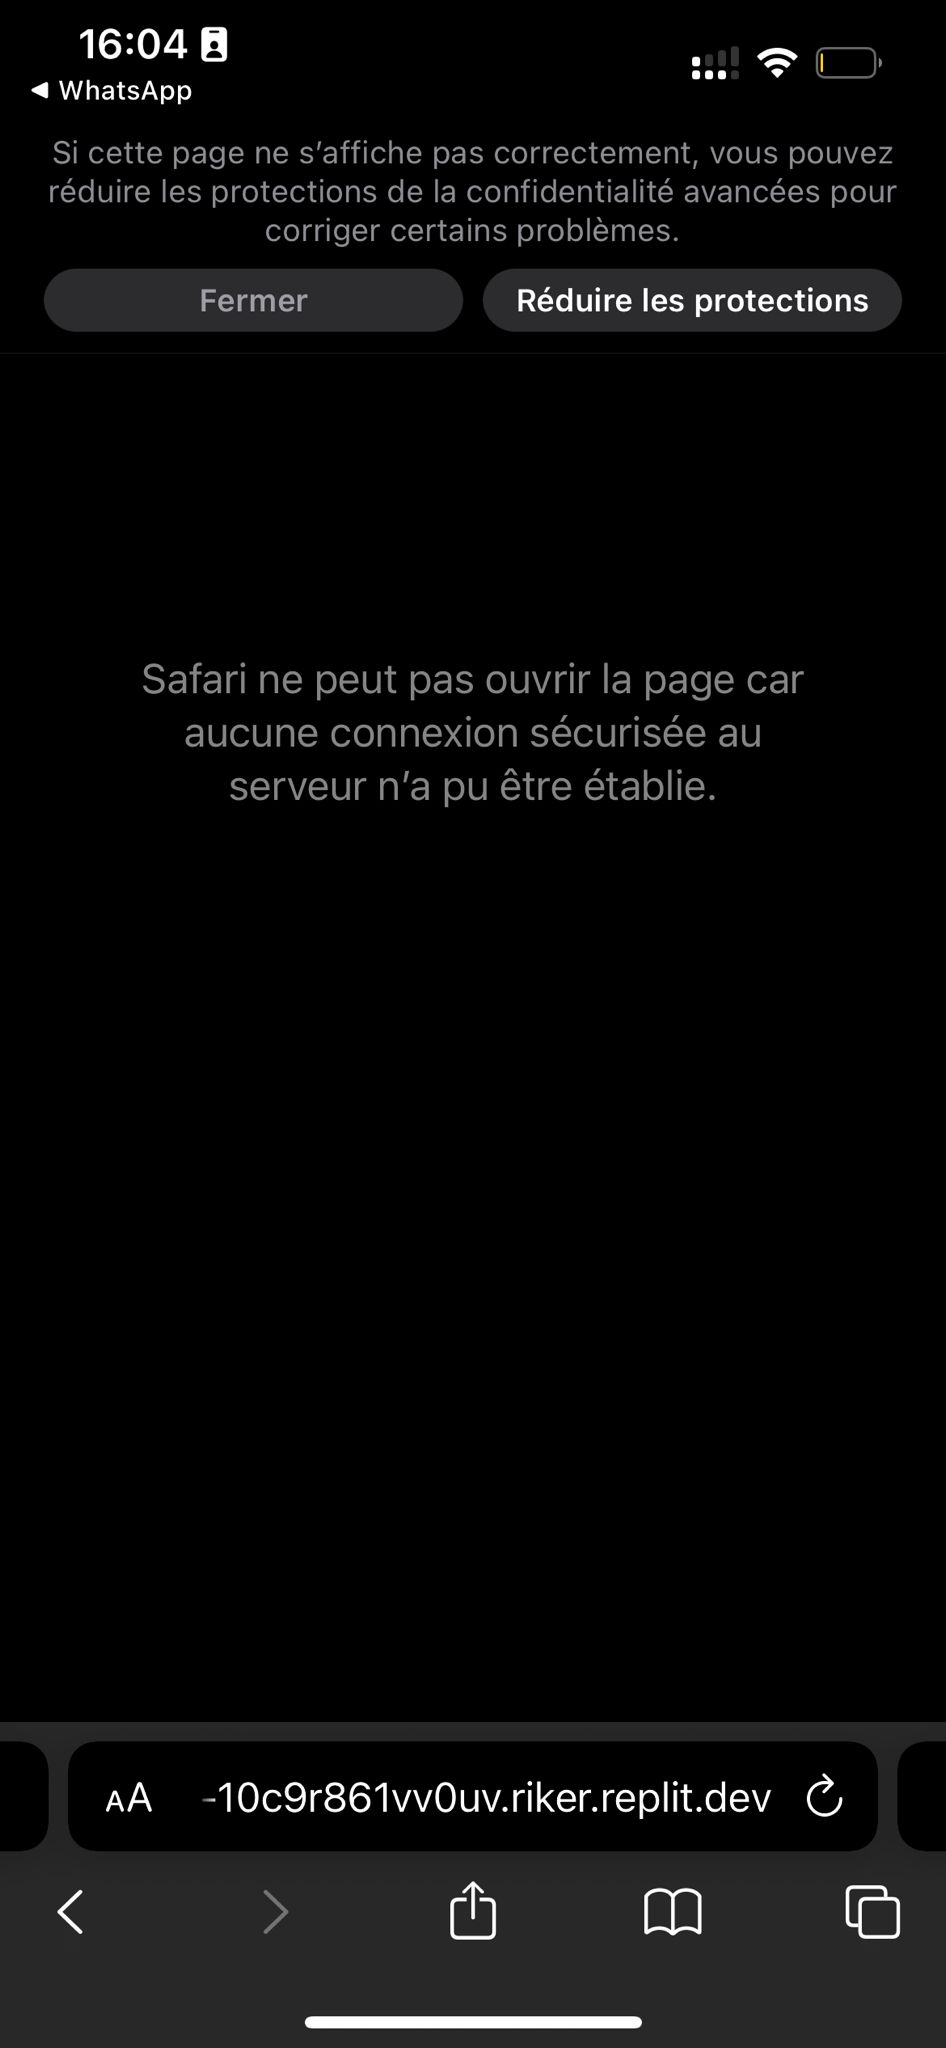 16:04
WhatsApp
Si cette page ne s’affiche pas correctement, vous pouvez
réduire les protections de la confidentialité avancées pour
corriger certains problèmes.
Fermer
Réduire les protections
Safari ne peut pas ouvrir la page car
aucune connexion sécurisée au
serveur n’a pu être établie.
AA
-10c9r861vv0uv.riker.replit.dev